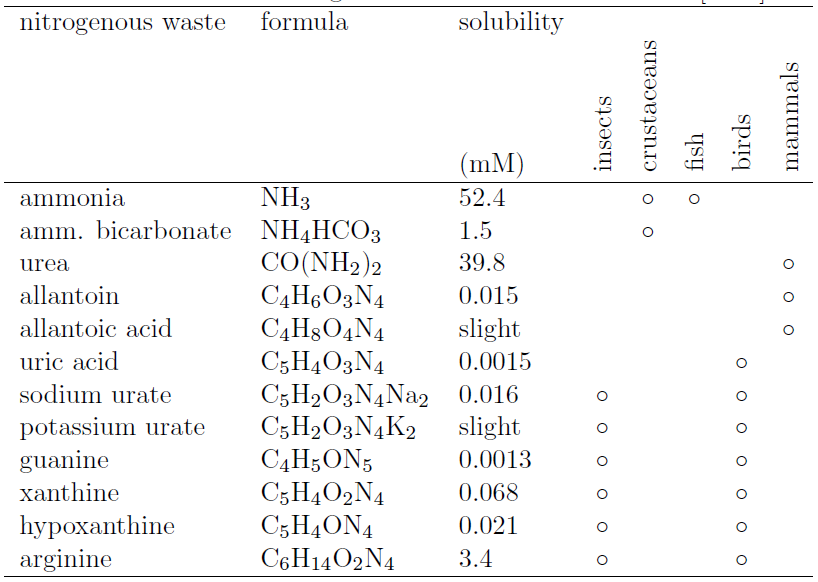 nitrogenous waste formula solubility
(mM) insects crustaceans fish birds mammals
ammonia NH3 52.4 ○ ○
amm. bicarbonate NH4HCO3 1.5 ○
urea CO(NH2)2 39.8 ○
allantoin C4H6O3N4 0.015 ○
allantoic acid C4H8O4N4 slight ○
uric acid C5H4O3N4 0.0015 ○
sodium urate C5H2O3N4Na2 0.016 ○ ○
potassium urate C5H2O3N4K2 slight ○ ○
guanine C4H5ON5 0.0013 ○ ○
xanthine C5H4O2N4 0.068 ○ ○
hypoxanthine C5H4ON4 0.021 ○ ○
arginine C6H14O2N4 3.4 ○ ○